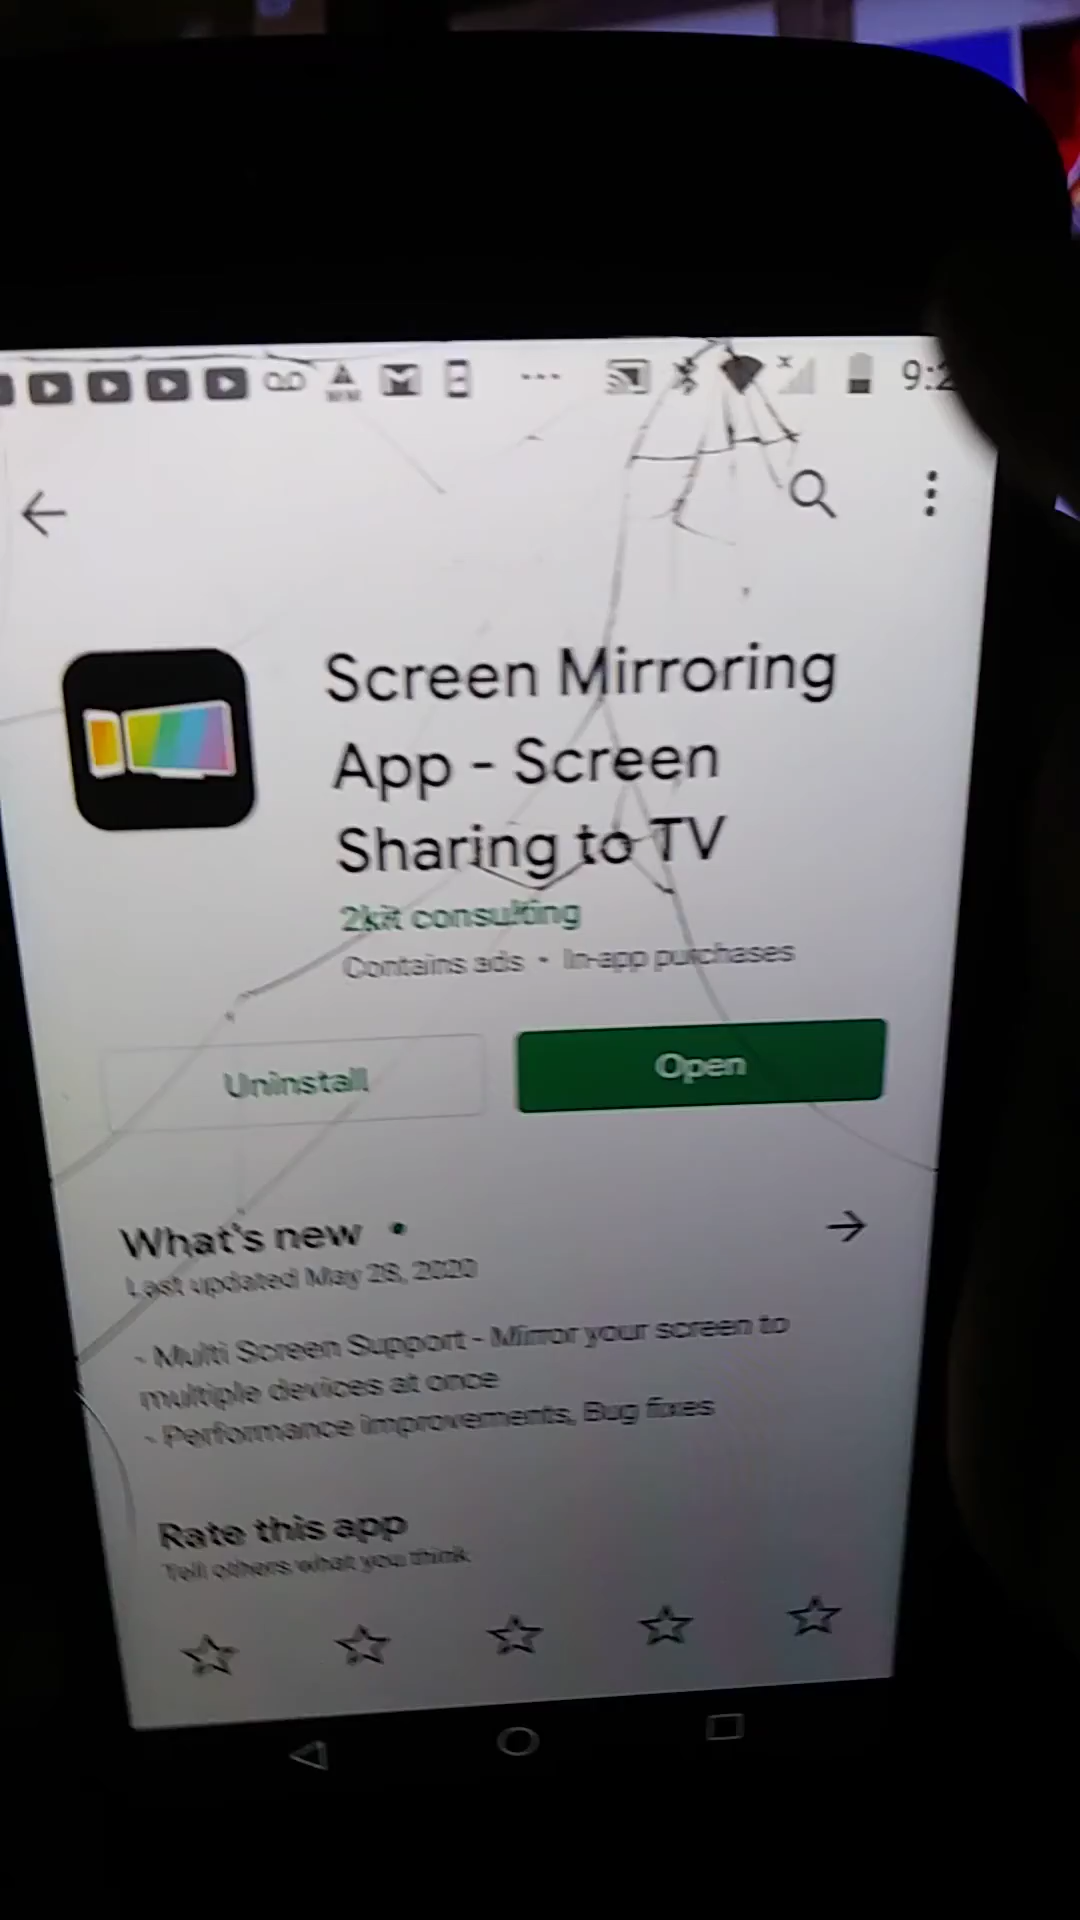 9:2
Screen Mirroring
App - Screen
Sharing to TV
2kit consulting
Contains ads • In-app purchases
Uninstall
Open
What's new •
Last updated May 28, 2020
- Multi Screen Support - Mirror your screen to
multiple devices at once
- Performance improvements, Bug fixes
Rate this app
Tell others what you think